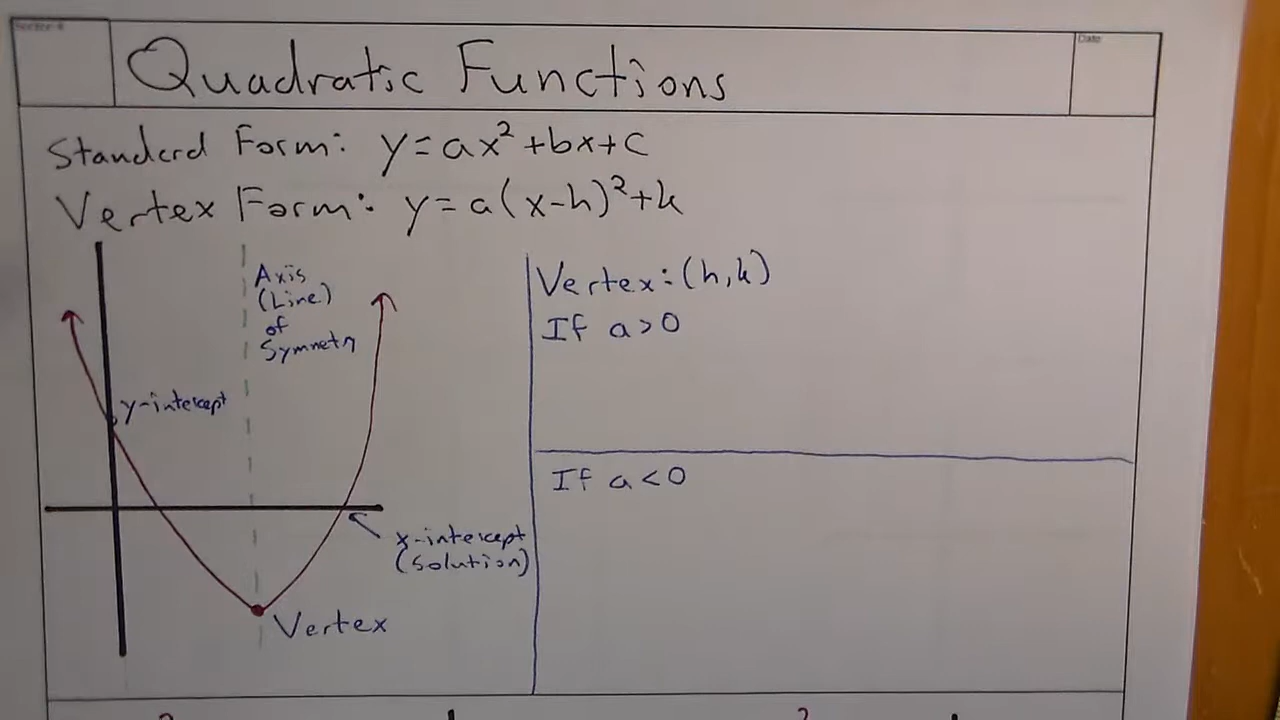 Quadratic Functions
Date
Standard Form: y=ax²+bx+c
Vertex Form: y=a(x-h)²+k
Axis
(Line)
of
Symmetry
y-intercept
x-intercept
(Solution)
Vertex
Vertex:(h,k)
If a>0
If a<0